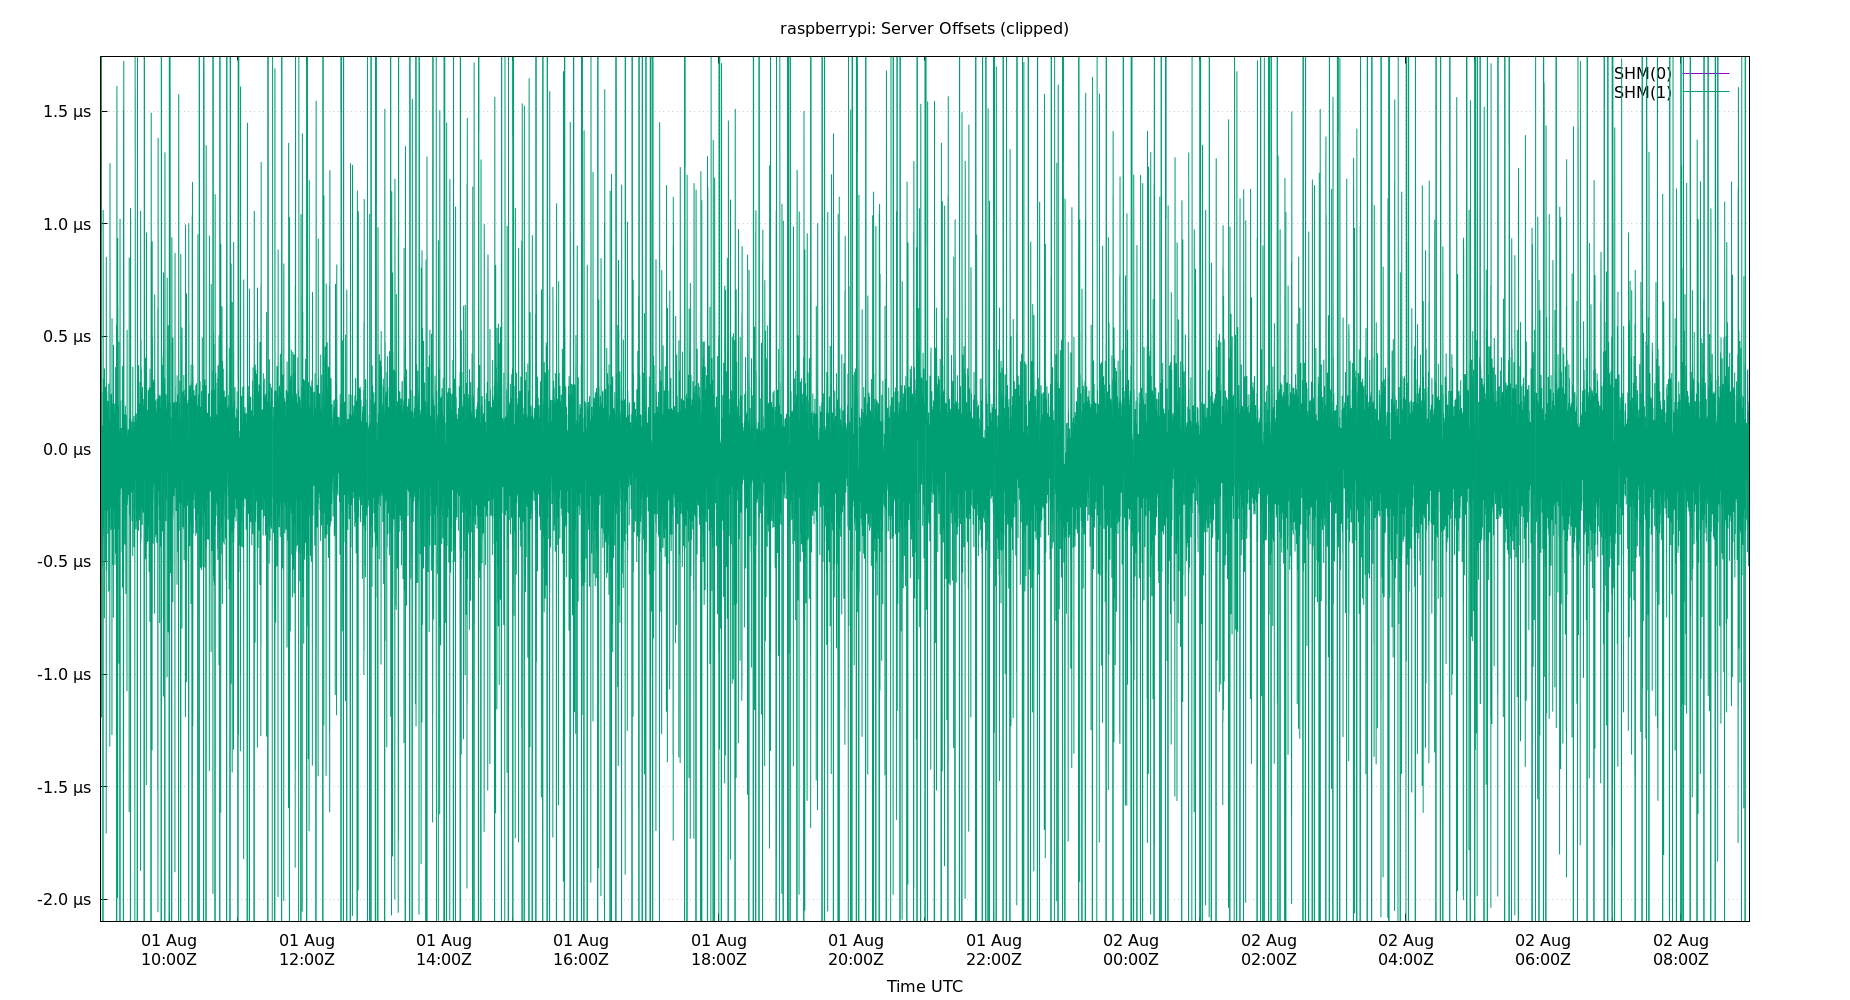 raspberrypi: Server Offsets (clipped)
SHM(0)
SHM(1)
1.5 µs
1.0 µs
0.5 µs
0.0 µs
-0.5 µs
-1.0 µs
-1.5 µs
-2.0 µs
01 Aug 01 Aug 01 Aug 01 Aug 01 Aug 01 Aug 01 Aug 02 Aug 02 Aug 02 Aug 02 Aug 02 Aug
10:00Z 12:00Z 14:00Z 16:00Z 18:00Z 20:00Z 22:00Z 00:00Z 02:00Z 04:00Z 06:00Z 08:00Z
Time UTC